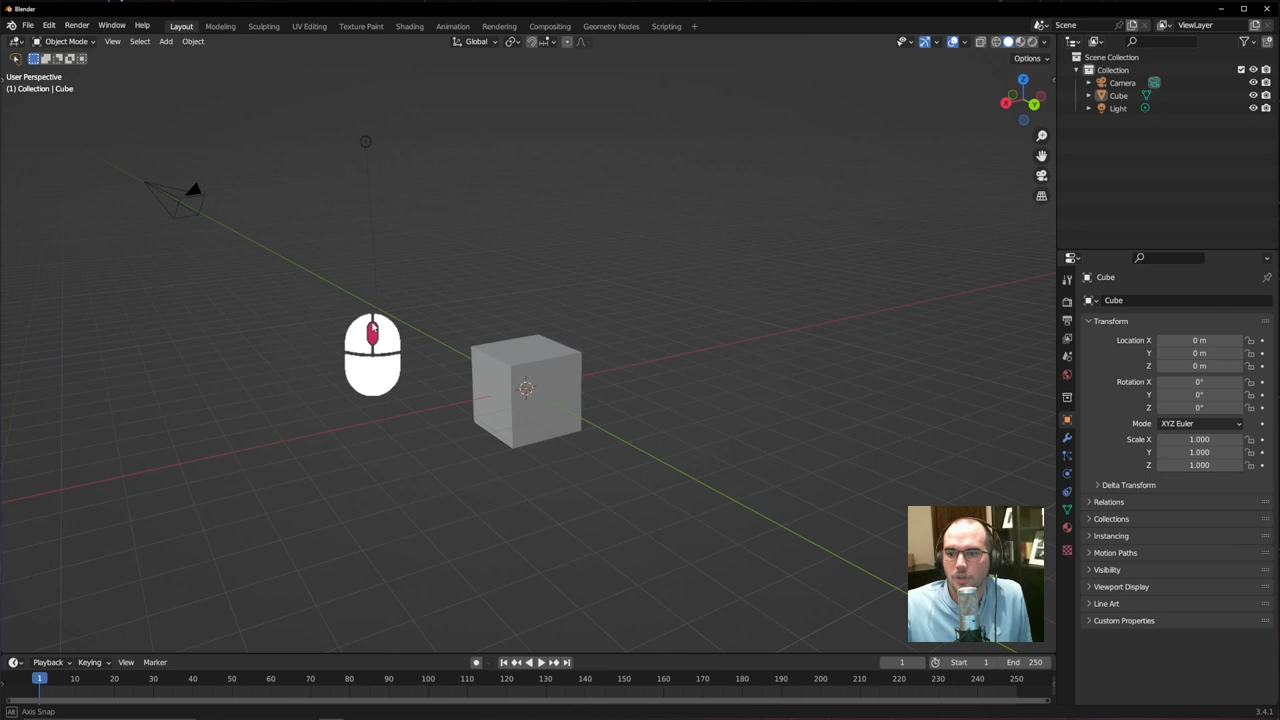 Blender
File Edit Render Window Help Layout Modeling Sculpting UV Editing Texture Paint Shading Animation Rendering Compositing Geometry Nodes Scripting + Scene ViewLayer
Object Mode View Select Add Object Global
Options
User Perspective
(1) Collection | Cube
Z
X
Y
Scene Collection
Collection
Camera
Cube
Light
Cube
Cube
Transform
Location X 0 m
Y 0 m
Z 0 m
Rotation X 0°
Y 0°
Z 0°
Mode XYZ Euler
Scale X 1.000
Y 1.000
Z 1.000
Delta Transform
Relations
Collections
Instancing
Motion Paths
Visibility
Viewport Display
Line Art
Custom Properties
Playback Keying View Marker 1 Start 1 End 250
1 10 20 30 40 50 60 70 80 90 100 110 120 130 140 150 160 170 180 190 200 210 220 230 240 250
Alt Axis Snap 3.4.1